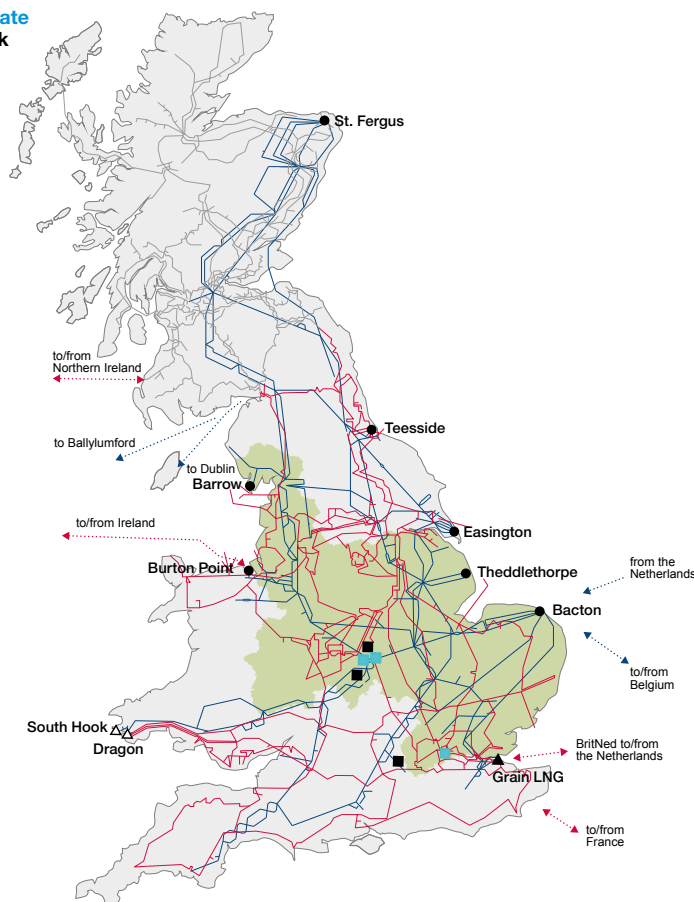 ate
k
St. Fergus
to/from
Northern Ireland
Teesside
to Ballylumford
to Dublin
Barrow
to/from Ireland
Easington
Burton Point
Theddlethorpe
from the
Netherlands
Bacton
to/from
Belgium
South Hook
Dragon
BritNed to/from
the Netherlands
Grain LNG
to/from
France